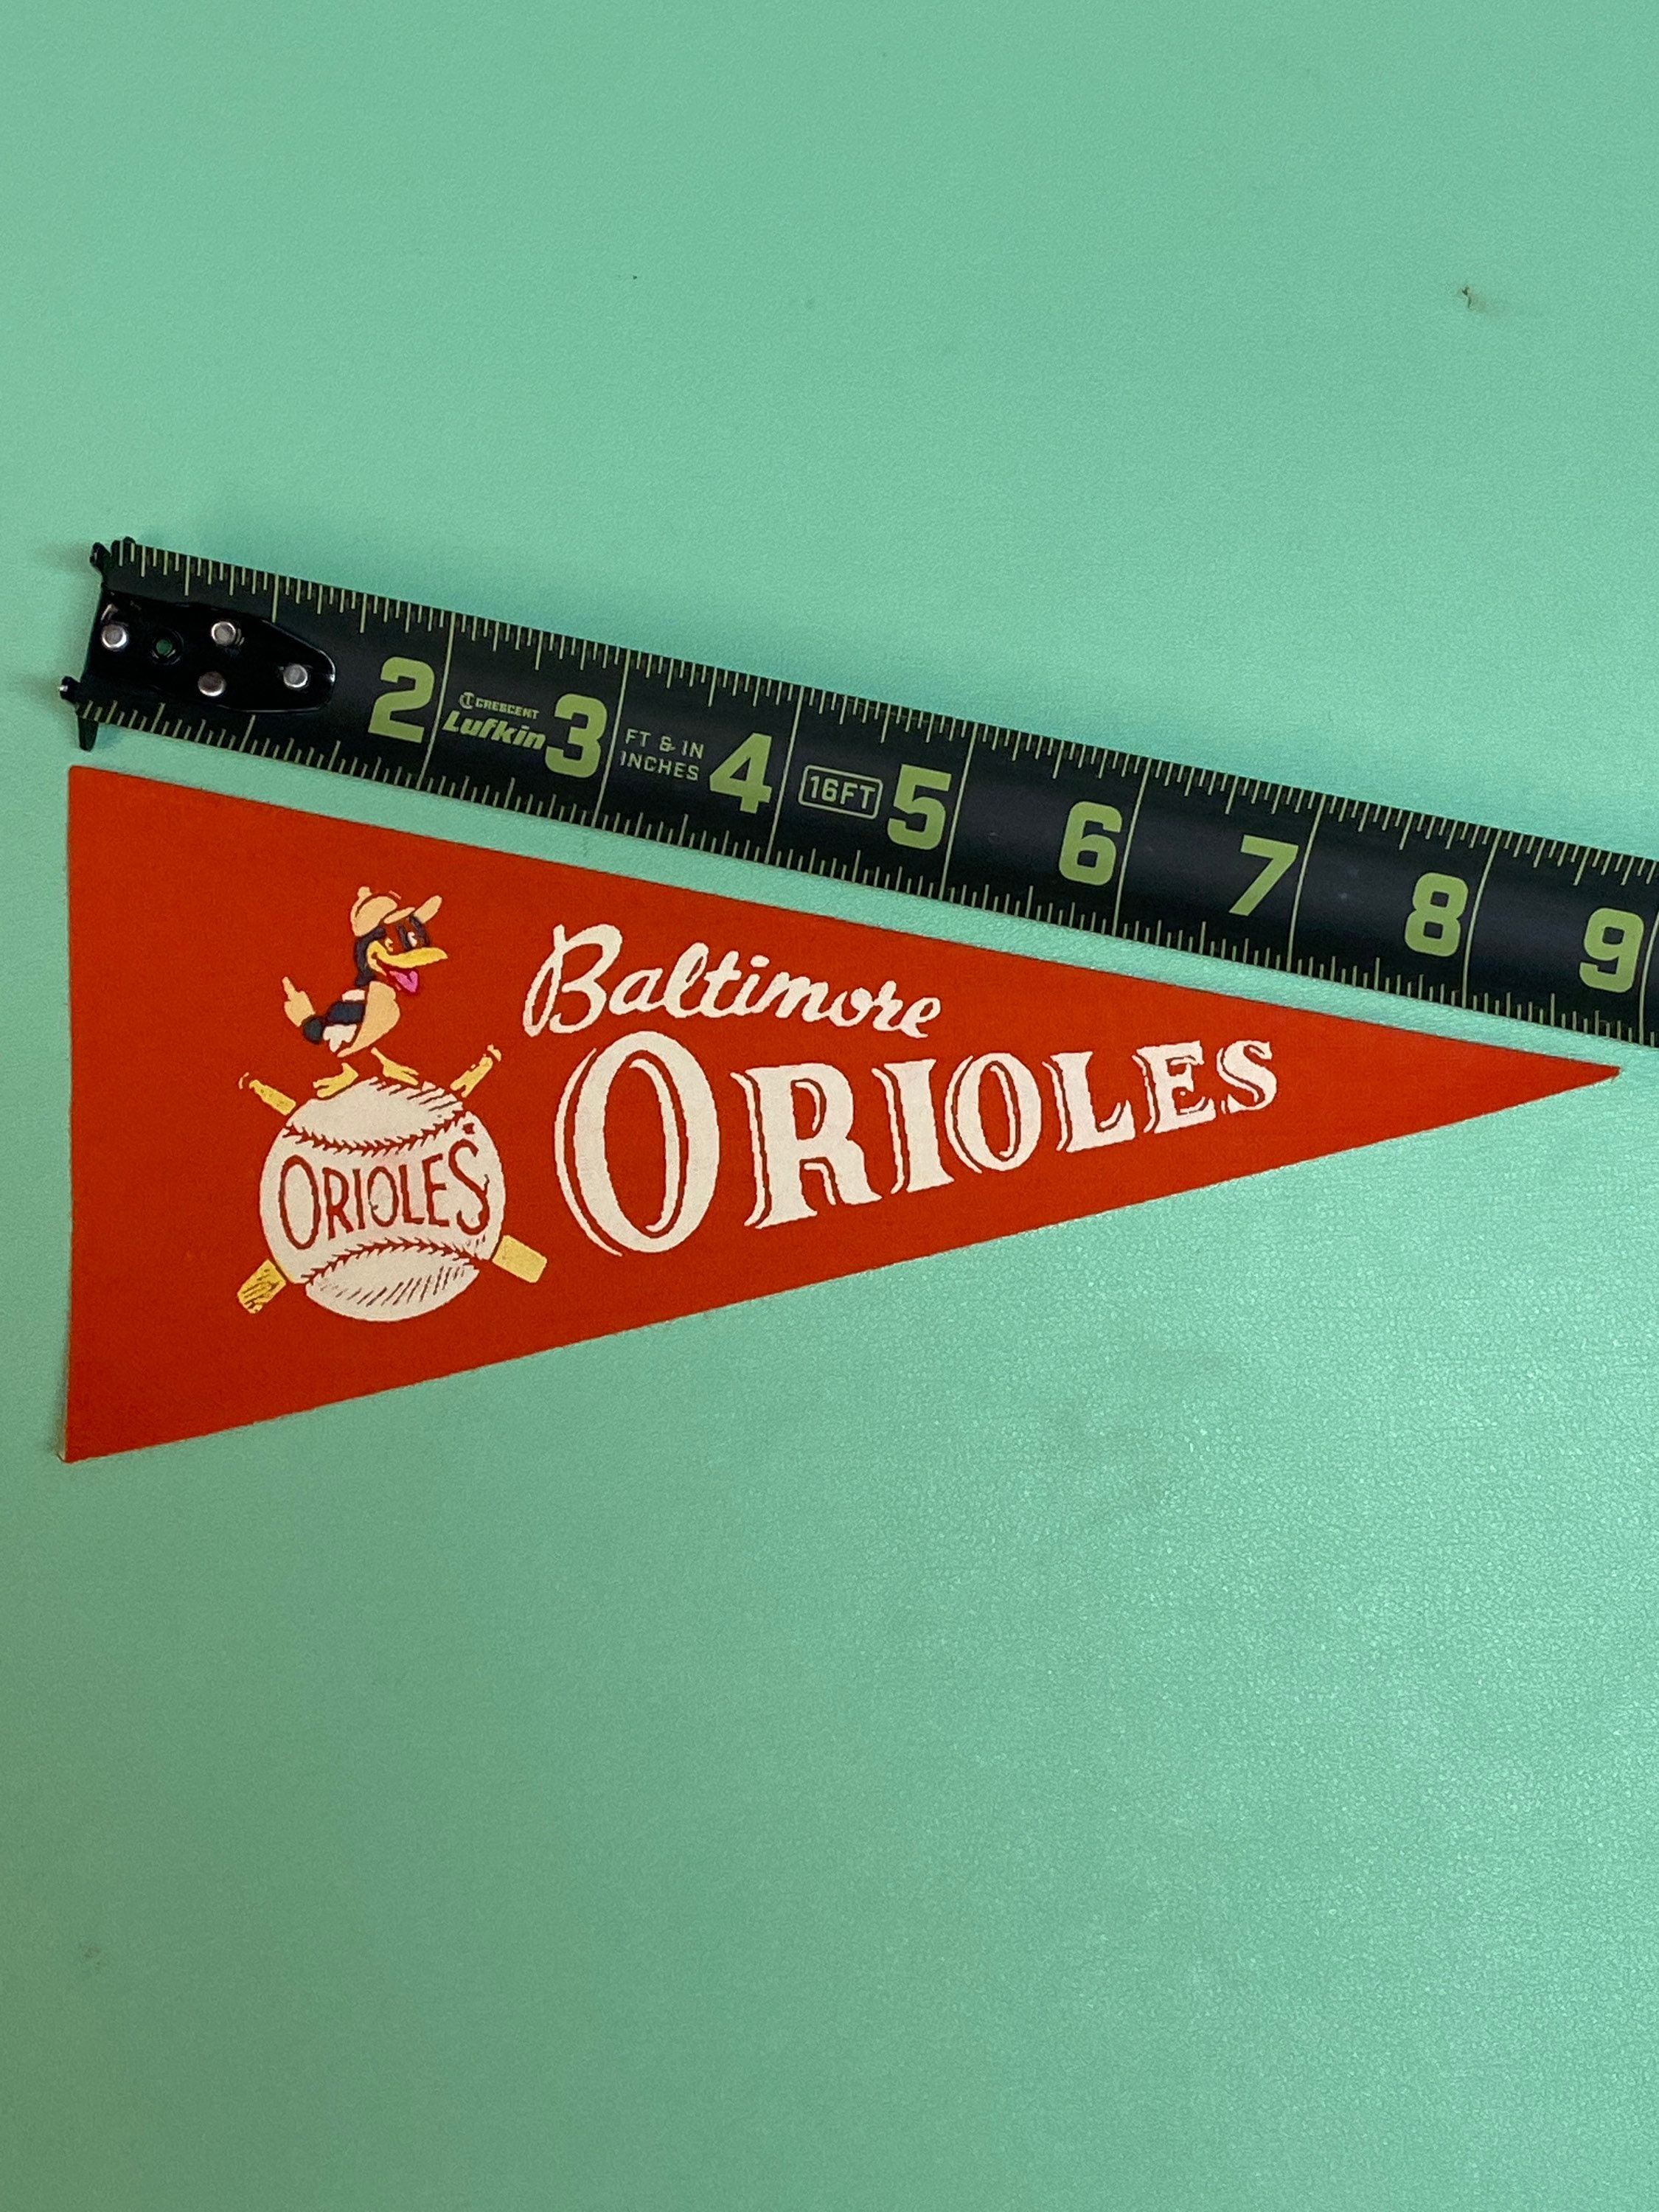 2
CRESCENT
Lufkin
3
FT & IN
INCHES
4
16FT
5
6
7
8
9
Baltimore
ORIOLES
ORIOLES